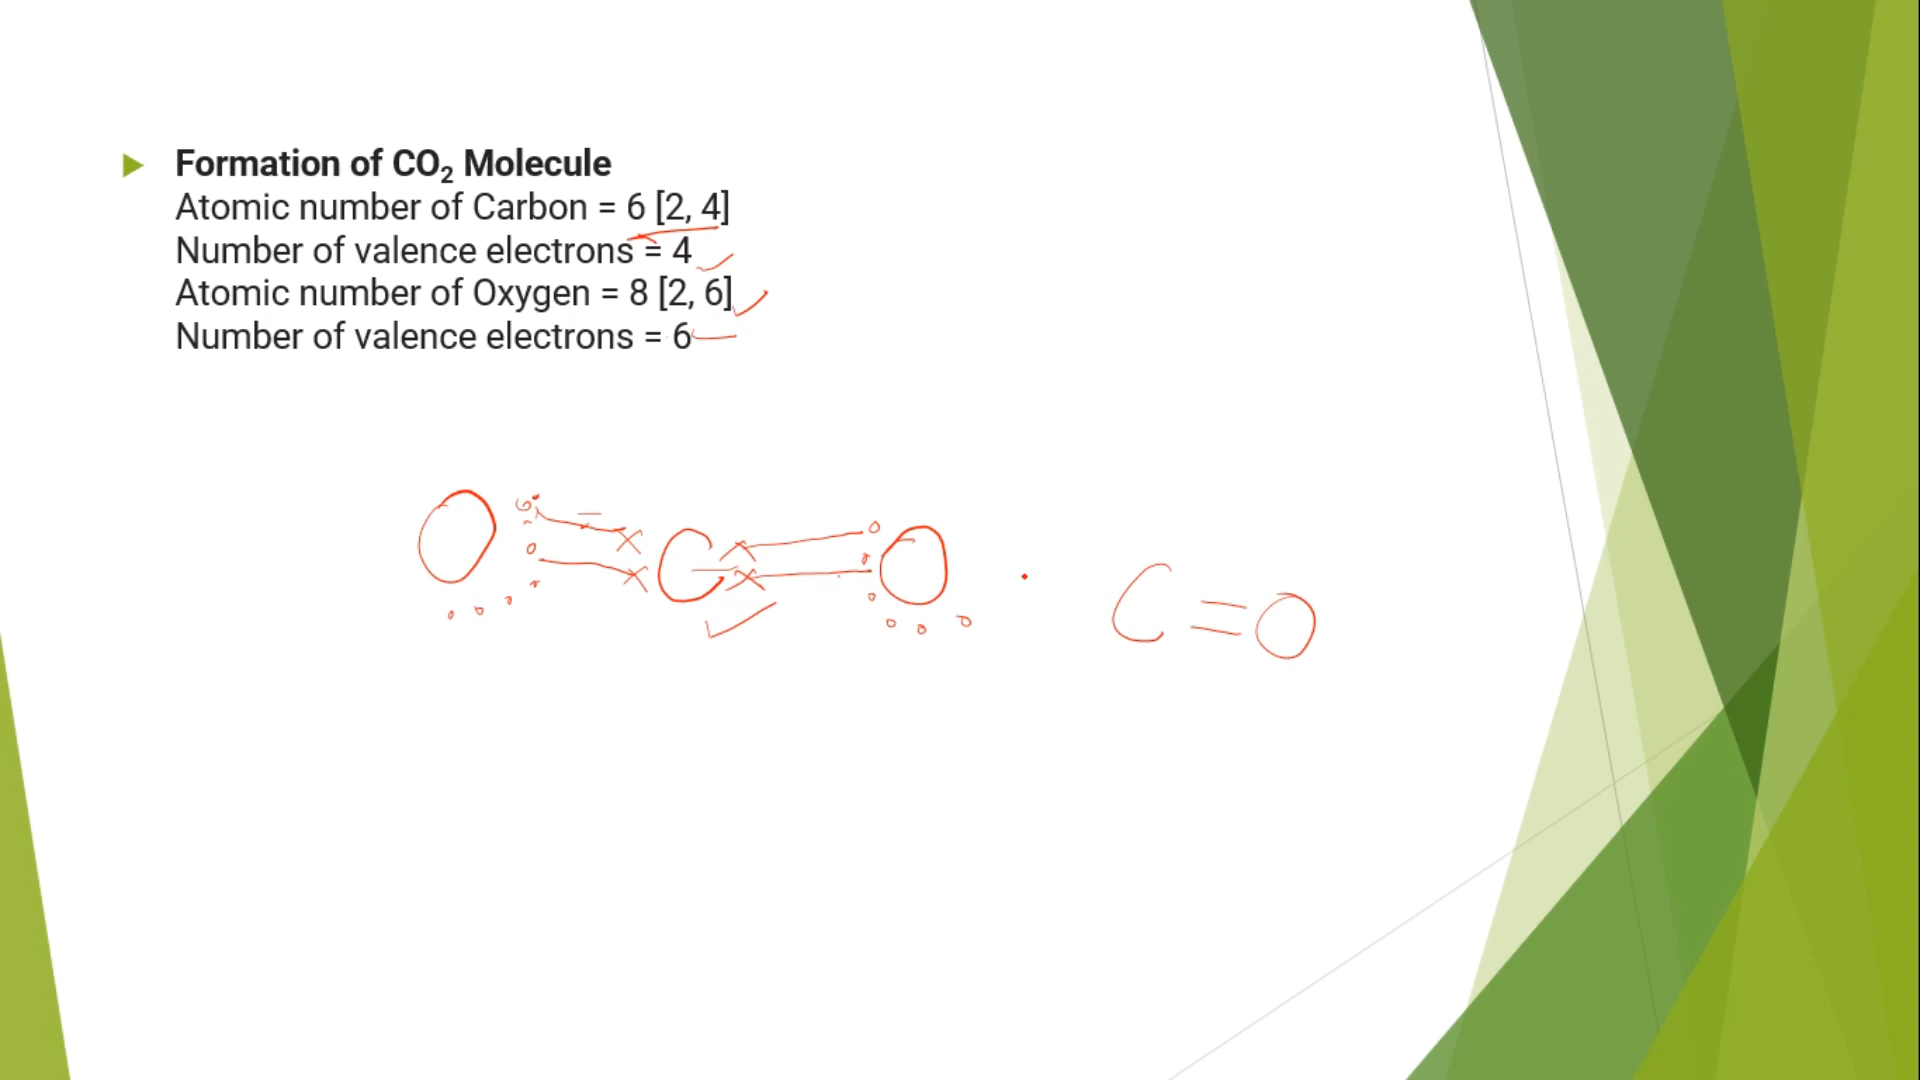 Formation of CO₂ Molecule
Atomic number of Carbon = 6 [2, 4]
Number of valence electrons = 4
Atomic number of Oxygen = 8 [2, 6]
Number of valence electrons = 6
O C O
C=O